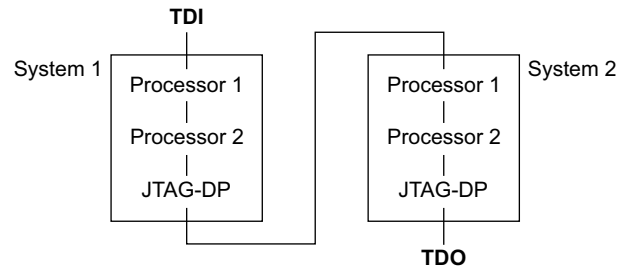 TDI
System 1
Processor 1
Processor 2
JTAG-DP
System 2
Processor 1
Processor 2
JTAG-DP
TDO